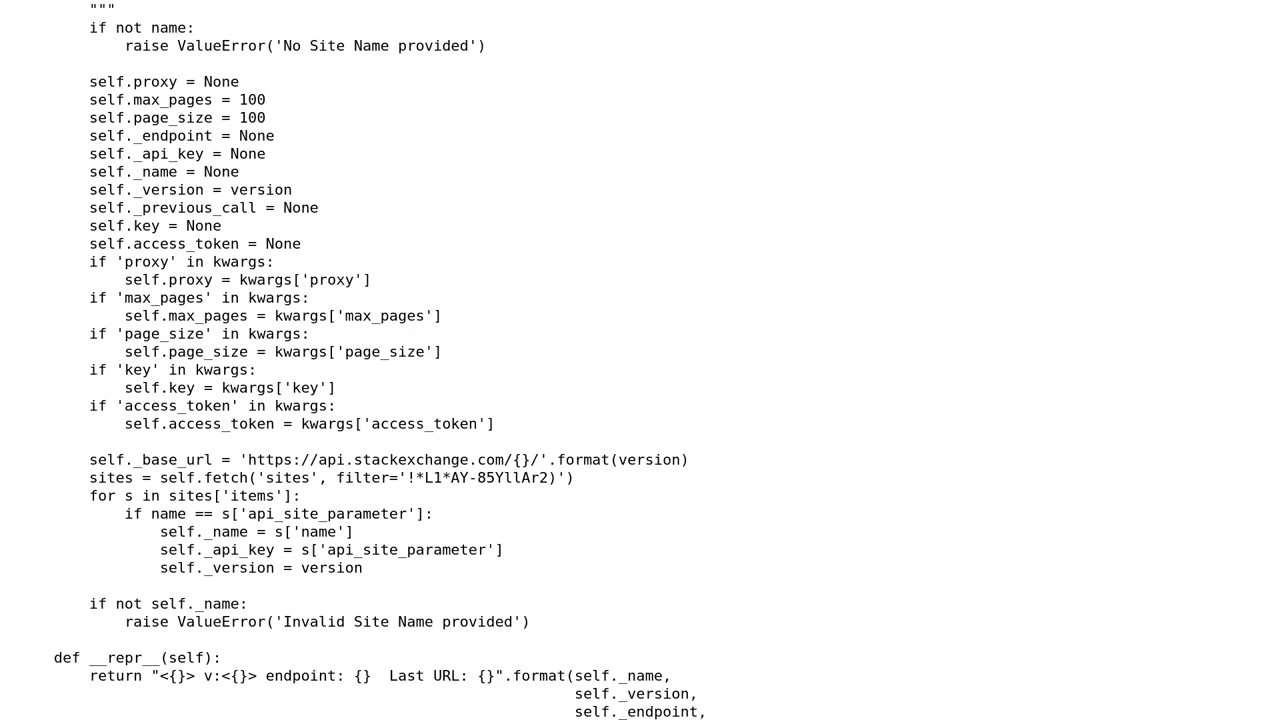 """
if not name:
raise ValueError('No Site Name provided')
self.proxy = None
self.max_pages = 100
self.page_size = 100
self._endpoint = None
self._api_key = None
self._name = None
self._version = version
self._previous_call = None
self.key = None
self.access_token = None
if 'proxy' in kwargs:
self.proxy = kwargs['proxy']
if 'max_pages' in kwargs:
self.max_pages = kwargs['max_pages']
if 'page_size' in kwargs:
self.page_size = kwargs['page_size']
if 'key' in kwargs:
self.key = kwargs['key']
if 'access_token' in kwargs:
self.access_token = kwargs['access_token']
self._base_url = 'https://api.stackexchange.com/{}/'.format(version)
sites = self.fetch('sites', filter='!*L1*AY-85YllAr2)')
for s in sites['items']:
if name == s['api_site_parameter']:
self._name = s['name']
self._api_key = s['api_site_parameter']
self._version = version
if not self._name:
raise ValueError('Invalid Site Name provided')
def __repr__(self):
return "<{}> v:<{}> endpoint: {}  Last URL: {}".format(self._name,
self._version,
self._endpoint,